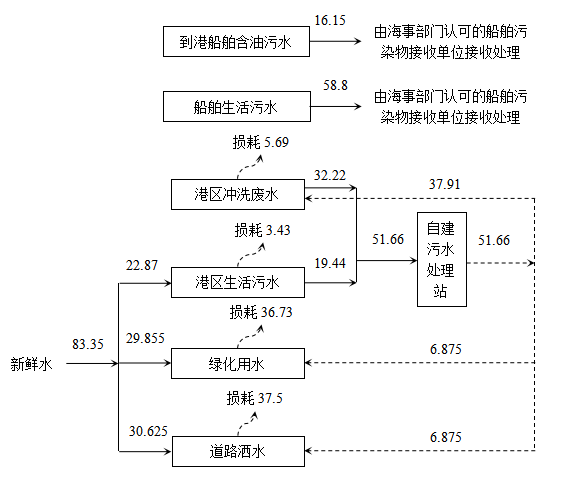 16.15
到港船舶含油污水
由海事部门认可的船舶污
染物接收单位接收处理
58.8
船舶生活污水
由海事部门认可的船舶污
染物接收单位接收处理
损耗 5.69
港区冲洗废水
32.22
37.91
损耗 3.43
51.66
自建
污水
处理
站
51.66
22.87
港区生活污水
19.44
损耗 36.73
新鲜水
83.35
29.855
绿化用水
6.875
损耗 37.5
30.625
道路洒水
6.875